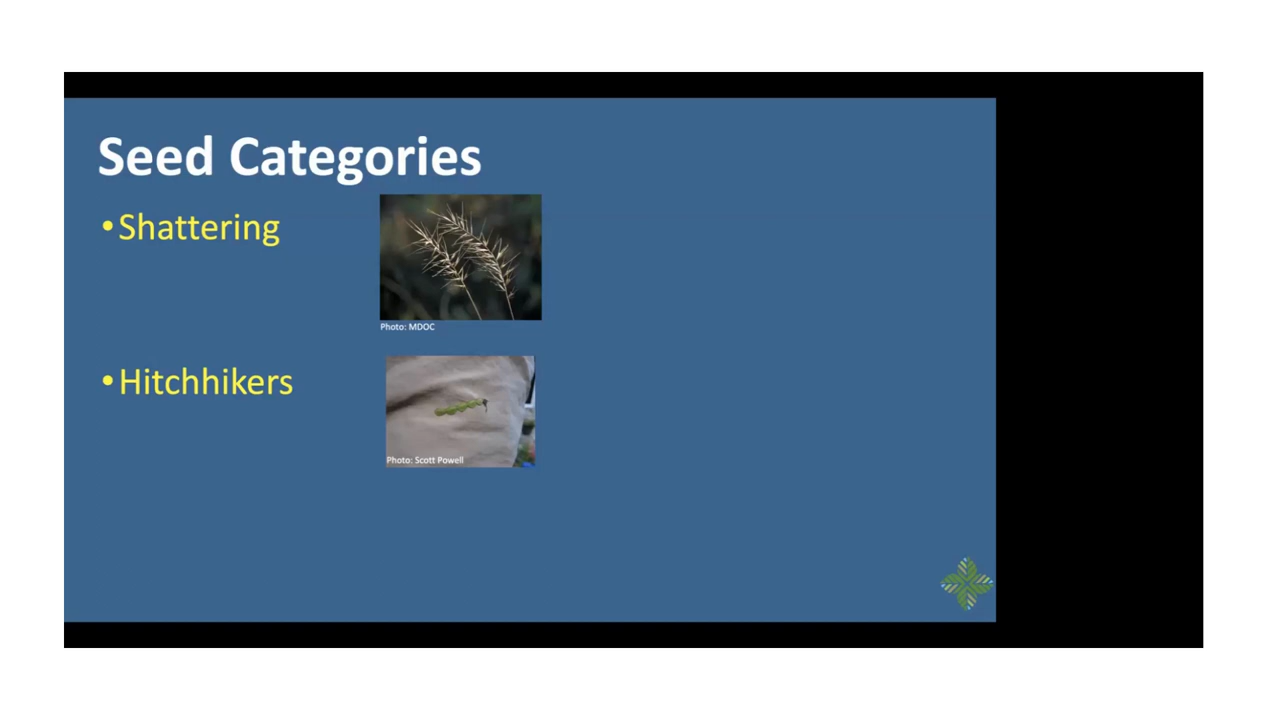 Seed Categories
•Shattering
Photo: MDOC
•Hitchhikers
Photo: Scott Powell